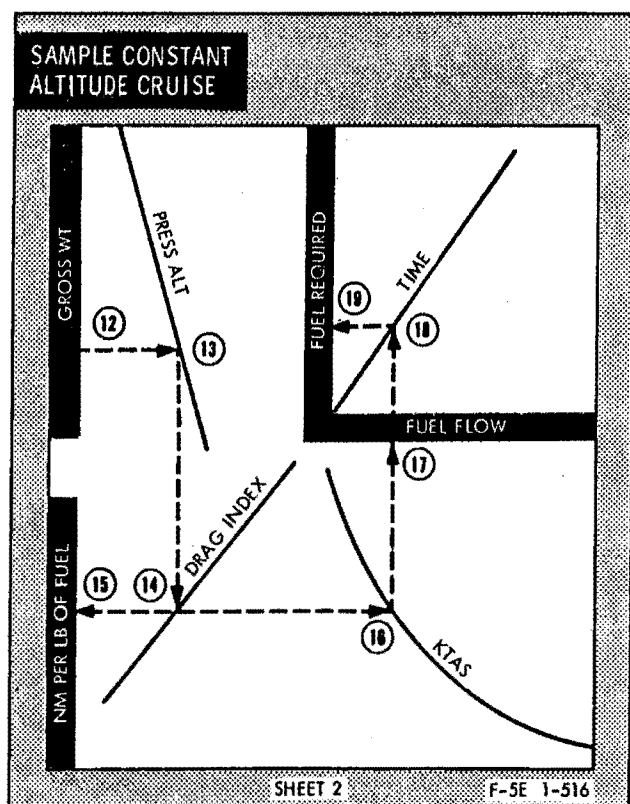 SAMPLE CONSTANT
ALTITUDE CRUISE
GROSS WT
PRESS ALT
12
13
FUEL REQUIRED
TIME
19
18
FUEL FLOW
17
NM PER LB OF FUEL
DRAG INDEX
15
14
16
KTAS
SHEET 2
F-5E 1-516